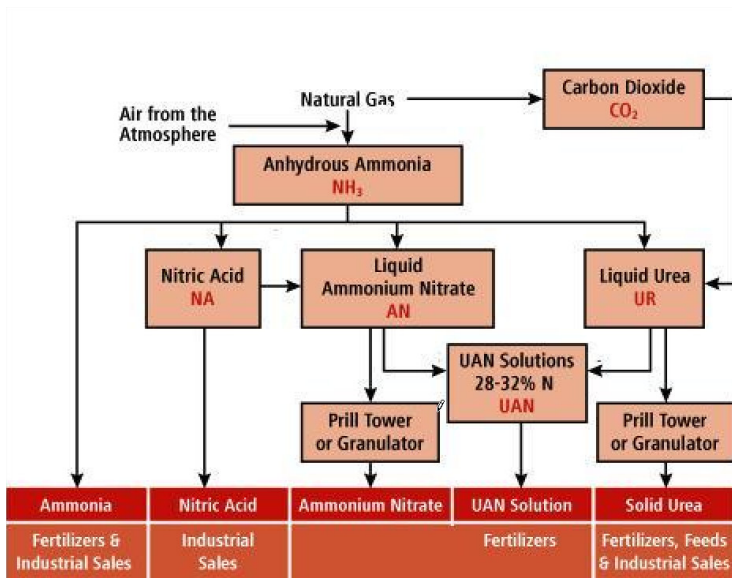 Carbon Dioxide
CO₂
Natural Gas
Air from the
Atmosphere
Anhydrous Ammonia
NH₃
Nitric Acid
NA
Liquid
Ammonium Nitrate
AN
Liquid Urea
UR
UAN Solutions
28-32% N
UAN
Prill Tower
or Granulator
Prill Tower
or Granulator
Ammonia
Nitric Acid
Ammonium Nitrate
UAN Solution
Solid Urea
Fertilizers &
Industrial Sales
Industrial
Sales
Fertilizers
Fertilizers, Feeds
& Industrial Sales